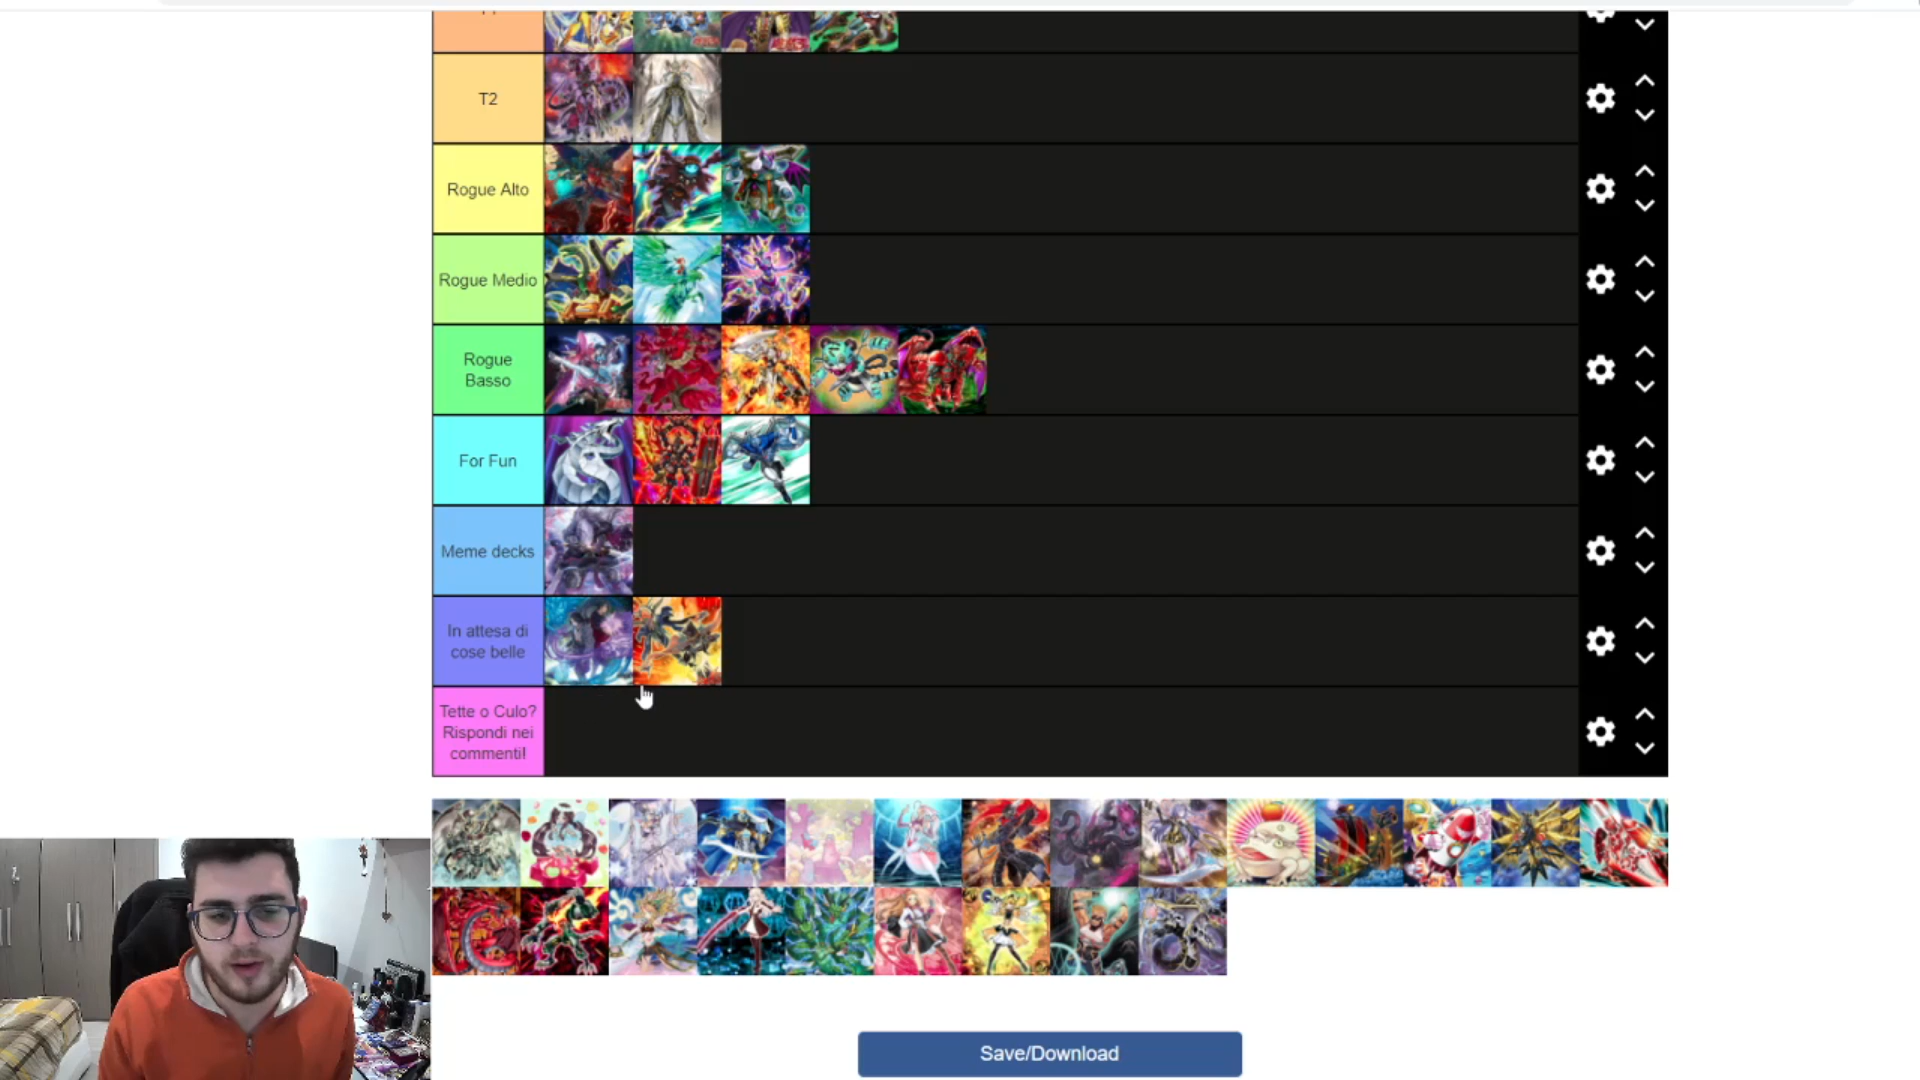 T2
Rogue Alto
Rogue Medio
Rogue
Basso
For Fun
Meme decks
In attesa di
cose belle
Tette o Culo?
Rispondi nei
commenti!
Save/Download